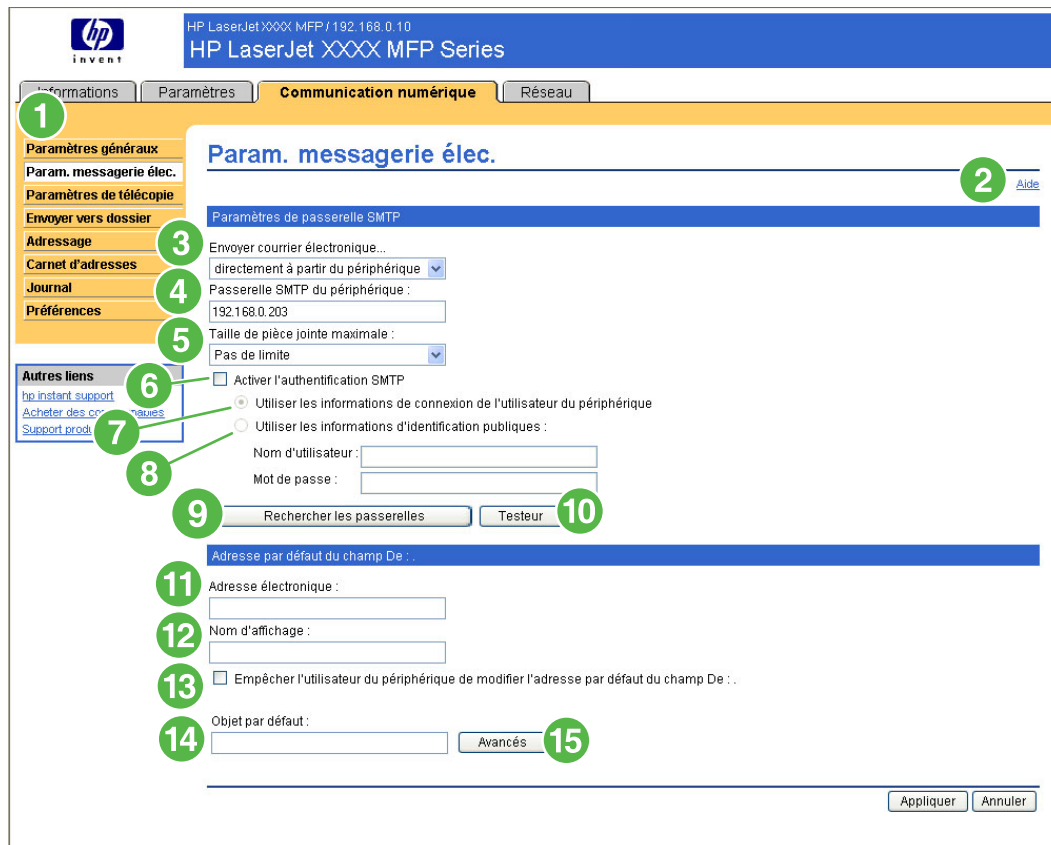 hp
invent
HP LaserJet XXXX MFP / 192.168.0.10
HP LaserJet XXXX MFP Series
Informations
Paramètres
Communication numérique
Réseau
1
Paramètres généraux
Param. messagerie élec.
Paramètres de télécopie
Envoyer vers dossier
Adressage
Carnet d'adresses
Journal
Préférences
Autres liens
hp instant support
Acheter des
Support
Param. messagerie élec.
2
Aide
Paramètres de passerelle SMTP
3
Envoyer courrier électronique...
directement à partir du périphérique
4
Passerelle SMTP du périphérique :
192.168.0.203
5
Taille de pièce jointe maximale :
Pas de limite
6
Activer l'authentification SMTP
7
Utiliser les informations de connexion de l'utilisateur du périphérique
8
Utiliser les informations d'identification publiques :
Nom d'utilisateur :
Mot de passe :
9
Rechercher les passerelles
Testeur
10
Adresse par défaut du champ De : .
11
Adresse électronique :
12
Nom d'affichage :
13
Empêcher l'utilisateur du périphérique de modifier l'adresse par défaut du champ De : .
Objet par défaut :
14
Avancés
15
Appliquer
Annuler